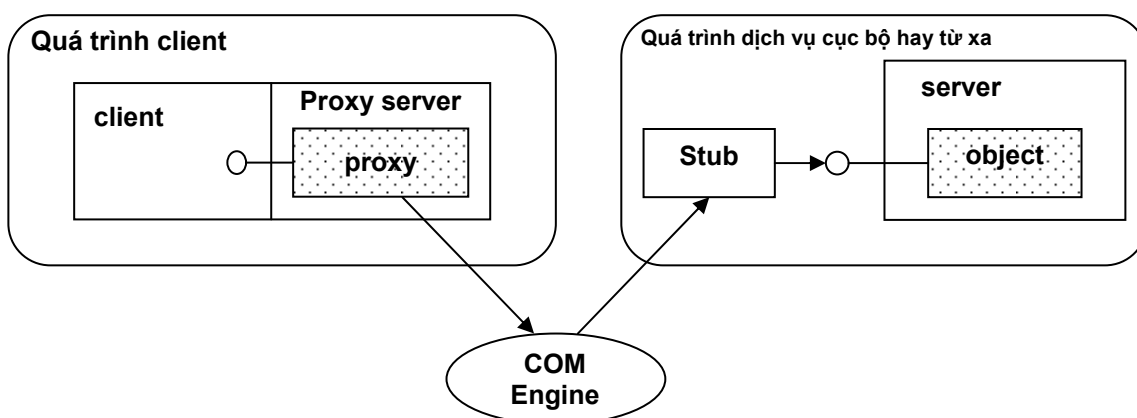 Quá trình client
client
Proxy server
proxy
Quá trình dịch vụ cục bộ hay từ xa
Stub
server
object
COM
Engine